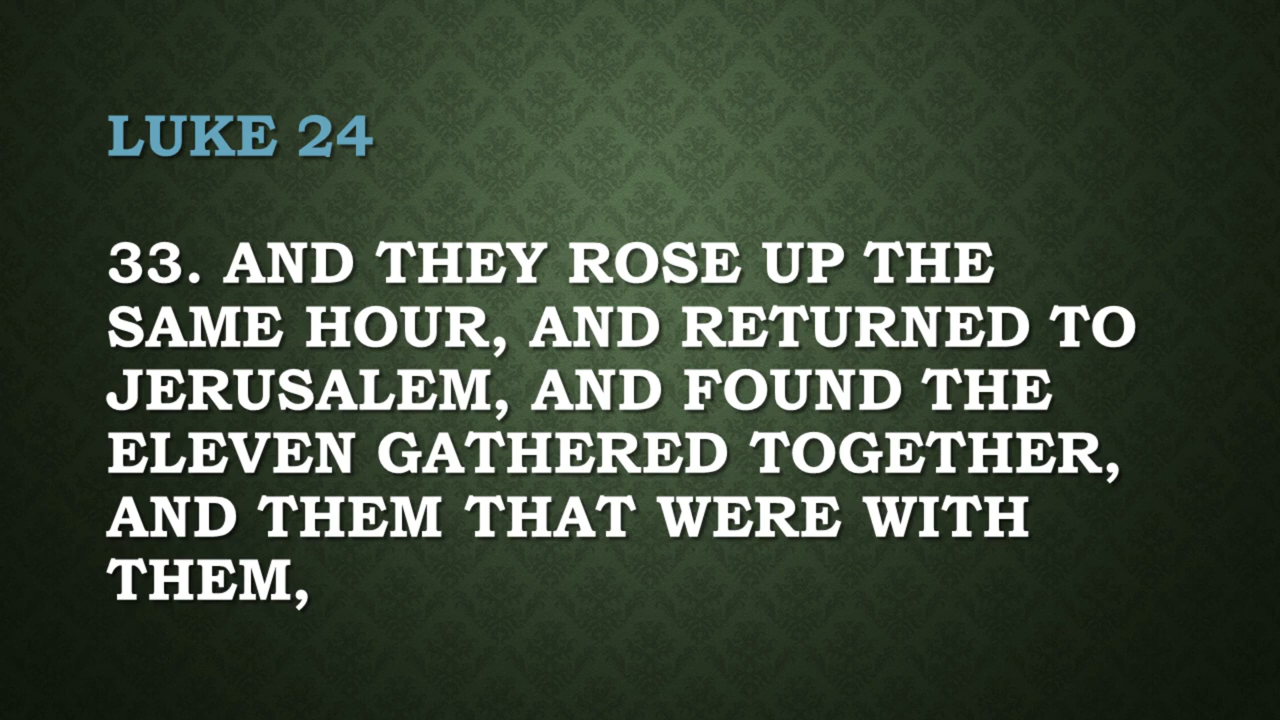 LUKE 24
33. AND THEY ROSE UP THE
SAME HOUR, AND RETURNED TO
JERUSALEM, AND FOUND THE
ELEVEN GATHERED TOGETHER,
AND THEM THAT WERE WITH
THEM,